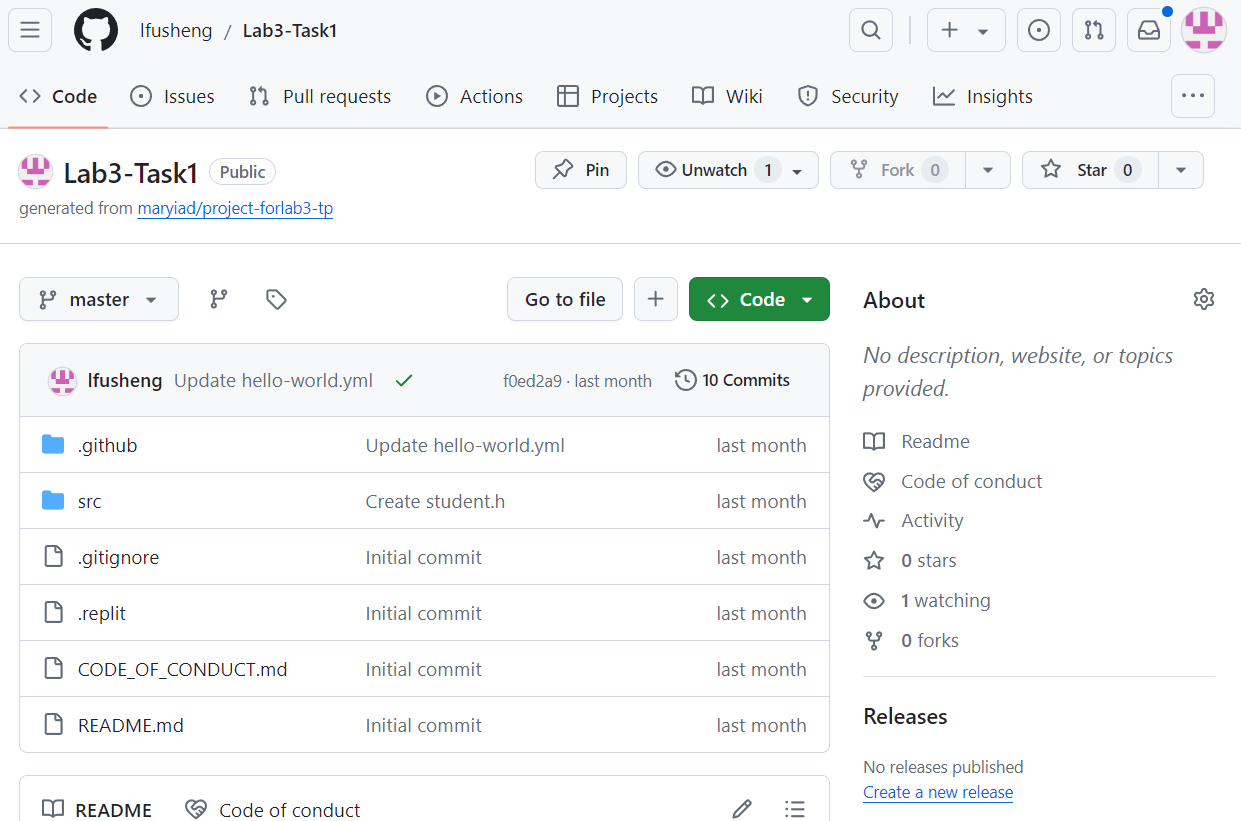 lfusheng / Lab3-Task1
Code Issues Pull requests Actions Projects Wiki Security Insights
Lab3-Task1 Public
Pin Unwatch 1 Fork 0 Star 0
generated from maryiad/project-forlab3-tp
master Go to file Code
lfusheng Update hello-world.yml f0ed2a9 · last month 10 Commits
.github Update hello-world.yml last month
src Create student.h last month
.gitignore Initial commit last month
.replit Initial commit last month
CODE_OF_CONDUCT.md Initial commit last month
README.md Initial commit last month
README Code of conduct
About
No description, website, or topics
provided.
Readme
Code of conduct
Activity
0 stars
1 watching
0 forks
Releases
No releases published
Create a new release